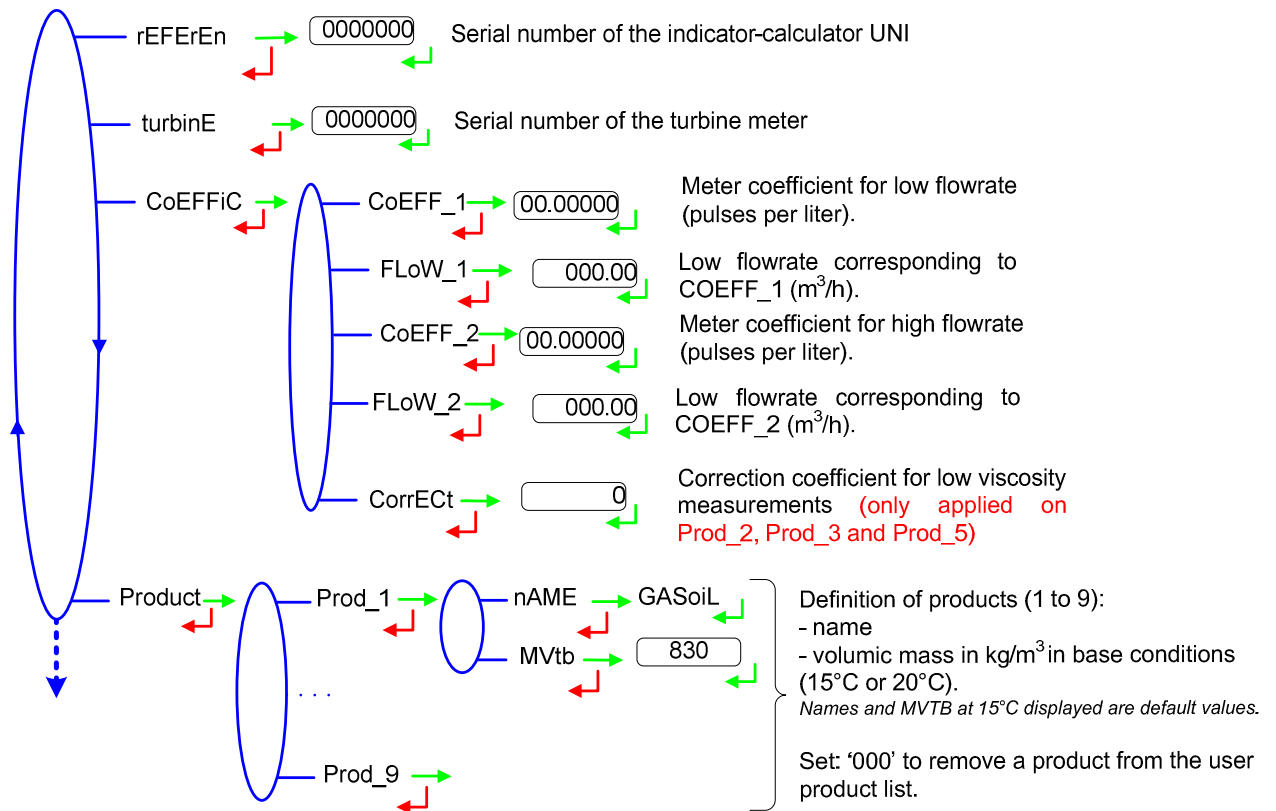 rEFErEn 0000000 Serial number of the indicator-calculator UNI
turbinE 0000000 Serial number of the turbine meter
CoEFFiC
CoEFF_1 00.00000 Meter coefficient for low flowrate
(pulses per liter).
FLoW_1 000.00 Low flowrate corresponding to
COEFF_1 (m³/h).
CoEFF_2 00.00000 Meter coefficient for high flowrate
(pulses per liter).
FLoW_2 000.00 Low flowrate corresponding to
COEFF_2 (m³/h).
CorrECt 0 Correction coefficient for low viscosity
measurements (only applied on
Prod_2, Prod_3 and Prod_5)
Product Prod_1 nAME GASoiL
MVtb 830
. . .
Prod_9
Definition of products (1 to 9):
- name
- volumic mass in kg/m³ in base conditions
(15°C or 20°C).
Names and MVTB at 15°C displayed are default values.
Set: ‘000’ to remove a product from the user
product list.